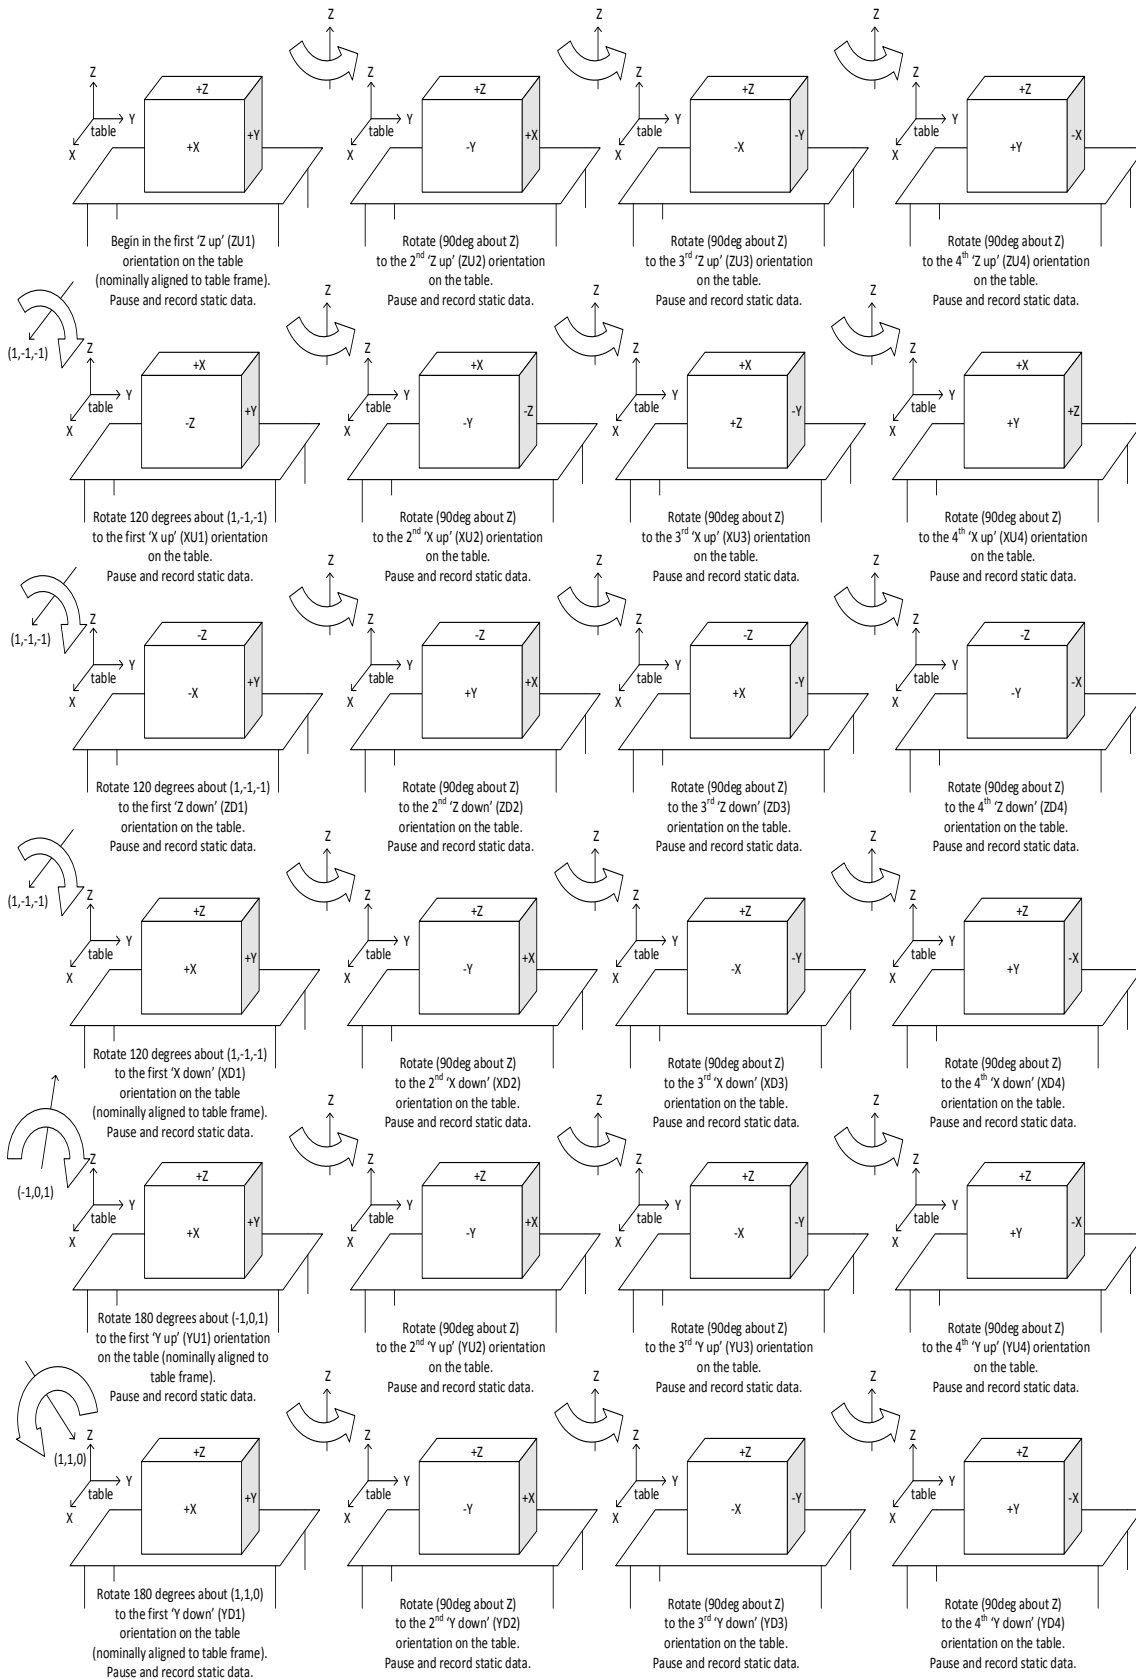 Z
Z
Z
Z
Y
table
X
+Z
+X
+Y
Z
Y
table
X
+Z
-Y
+X
Z
Y
table
X
+Z
-X
-Y
Z
Y
table
X
+Z
+Y
-X
Begin in the first ‘Z up’ (ZU1)
orientation on the table
(nominally aligned to table frame).
Pause and record static data.
Rotate (90deg about Z)
to the 2nd ‘Z up’ (ZU2) orientation
on the table.
Pause and record static data.
Rotate (90deg about Z)
to the 3rd ‘Z up’ (ZU3) orientation
on the table.
Pause and record static data.
Rotate (90deg about Z)
to the 4th ‘Z up’ (ZU4) orientation
on the table.
Pause and record static data.
(1,-1,-1)
Z
Z
Z
Z
Y
table
X
+X
-Z
+Y
Z
Y
table
X
+X
-Y
-Z
Z
Y
table
X
+X
+Z
-Y
Z
Y
table
X
+X
+Y
+Z
Rotate 120 degrees about (1,-1,-1)
to the first ‘X up’ (XU1) orientation
on the table.
Pause and record static data.
Rotate (90deg about Z)
to the 2nd ‘X up’ (XU2) orientation
on the table.
Pause and record static data.
Rotate (90deg about Z)
to the 3rd ‘X up’ (XU3) orientation
on the table.
Pause and record static data.
Rotate (90deg about Z)
to the 4th ‘X up’ (XU4) orientation
on the table.
Pause and record static data.
(1,-1,-1)
Z
Z
Z
Z
Y
table
X
-Z
-X
+Y
Z
Y
table
X
-Z
+Y
+X
Z
Y
table
X
-Z
+X
-Y
Z
Y
table
X
-Z
-Y
-X
Rotate 120 degrees about (1,-1,-1)
to the first ‘Z down’ (ZD1)
orientation on the table.
Pause and record static data.
Rotate (90deg about Z)
to the 2nd ‘Z down’ (ZD2)
orientation on the table.
Pause and record static data.
Rotate (90deg about Z)
to the 3rd ‘Z down’ (ZD3)
orientation on the table.
Pause and record static data.
Rotate (90deg about Z)
to the 4th ‘Z down’ (ZD4)
orientation on the table.
Pause and record static data.
(1,-1,-1)
Z
Z
Z
Z
Y
table
X
+Z
+X
+Y
Z
Y
table
X
+Z
-Y
+X
Z
Y
table
X
+Z
-X
-Y
Z
Y
table
X
+Z
+Y
-X
Rotate 120 degrees about (1,-1,-1)
to the first ‘X down’ (XD1)
orientation on the table
(nominally aligned to table frame).
Pause and record static data.
Rotate (90deg about Z)
to the 2nd ‘X down’ (XD2)
orientation on the table.
Pause and record static data.
Rotate (90deg about Z)
to the 3rd ‘X down’ (XD3)
orientation on the table.
Pause and record static data.
Rotate (90deg about Z)
to the 4th ‘X down’ (XD4)
orientation on the table.
Pause and record static data.
(-1,0,1)
Z
Z
Z
Z
Y
table
X
+Z
+X
+Y
Z
Y
table
X
+Z
-Y
+X
Z
Y
table
X
+Z
-X
-Y
Z
Y
table
X
+Z
+Y
-X
Rotate 180 degrees about (-1,0,1)
to the first ‘Y up’ (YU1) orientation
on the table (nominally aligned to
table frame).
Pause and record static data.
Rotate (90deg about Z)
to the 2nd ‘Y up’ (YU2) orientation
on the table.
Pause and record static data.
Rotate (90deg about Z)
to the 3rd ‘Y up’ (YU3) orientation
on the table.
Pause and record static data.
Rotate (90deg about Z)
to the 4th ‘Y up’ (YU4) orientation
on the table.
Pause and record static data.
(1,1,0)
Z
Z
Z
Z
Y
table
X
+Z
+X
+Y
Z
Y
table
X
+Z
-Y
+X
Z
Y
table
X
+Z
-X
-Y
Z
Y
table
X
+Z
+Y
-X
Rotate 180 degrees about (1,1,0)
to the first ‘Y down’ (YD1)
orientation on the table
(nominally aligned to table frame).
Pause and record static data.
Rotate (90deg about Z)
to the 2nd ‘Y down’ (YD2)
orientation on the table.
Pause and record static data.
Rotate (90deg about Z)
to the 3rd ‘Y down’ (YD3)
orientation on the table.
Pause and record static data.
Rotate (90deg about Z)
to the 4th ‘Y down’ (YD4)
orientation on the table.
Pause and record static data.